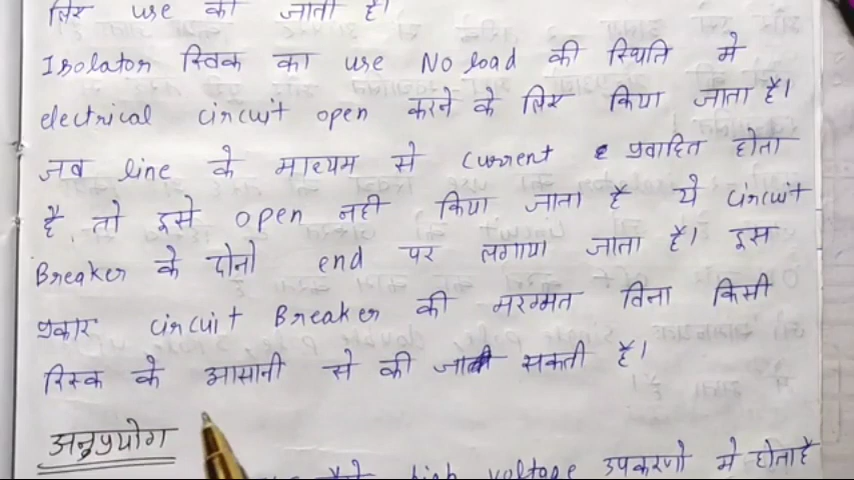 लिए use की जाती है।
Isolator स्विक का use No load की स्थिति मे
electrical circuit open करने के लिए किया जाता है।
जब line के माध्यम से current प्रवाहित होता
है तो इसे open नही किया जाता है ये circuit
Breaker के दोनो end पर लगाया जाता है। इस
प्रकार circuit Breaker की मरम्मत बिना किसी
रिस्क के आसानी से की जा सकती है।
अनुप्रयोग
high voltage उपकरणो मे होता है